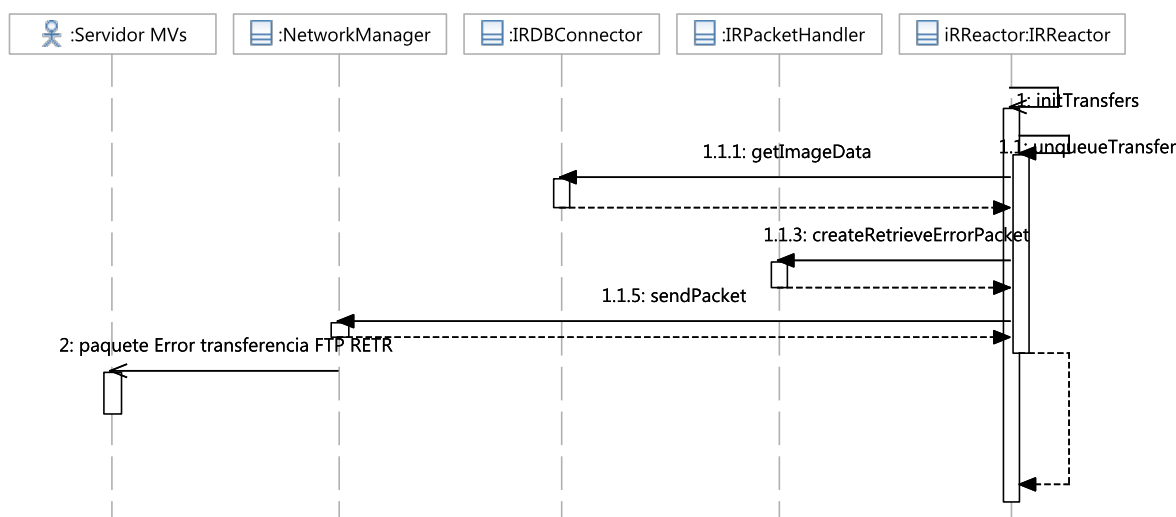 :Servidor MVs
:NetworkManager
:IRDBConnector
:IRPacketHandler
iRReactor:IRReactor
1: initTransfers
1.1: unqueueTransfer
1.1.1: getImageData
1.1.3: createRetrieveErrorPacket
1.1.5: sendPacket
2: paquete Error transferencia FTP RETR